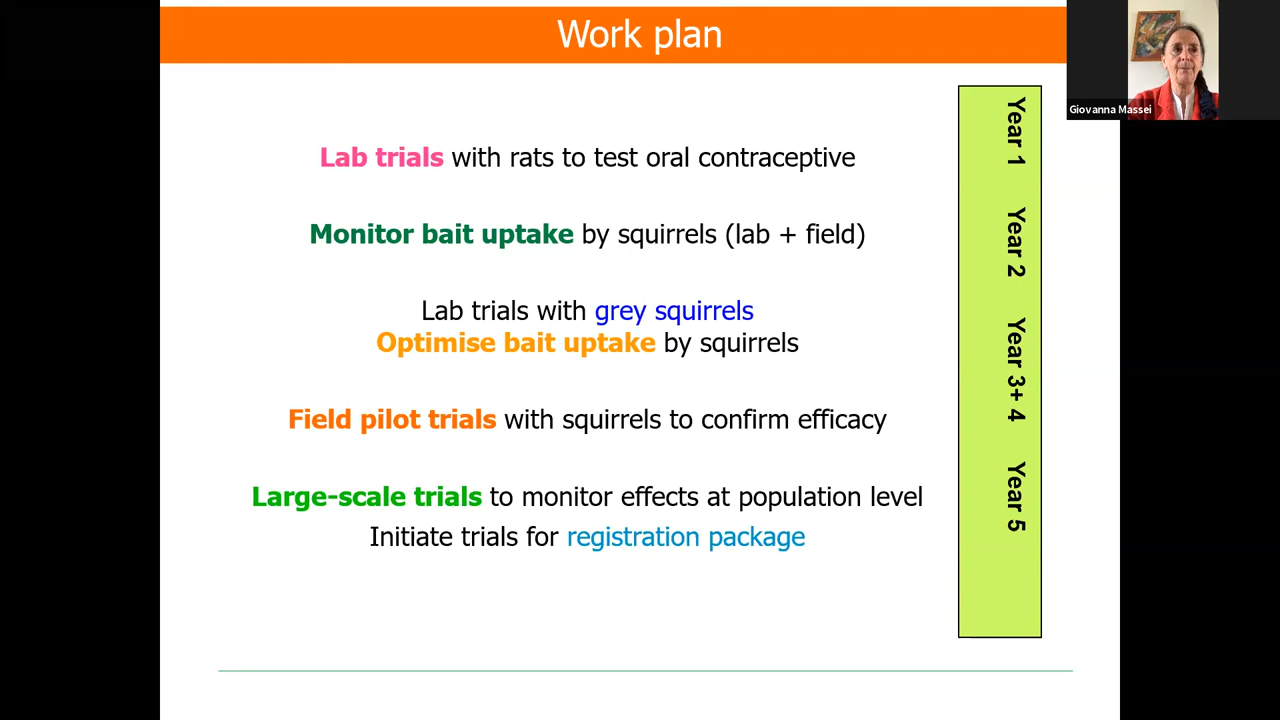 Work plan
Giovanna Massei
Lab trials with rats to test oral contraceptive
Monitor bait uptake by squirrels (lab + field)
Lab trials with grey squirrels
Optimise bait uptake by squirrels
Field pilot trials with squirrels to confirm efficacy
Large-scale trials to monitor effects at population level
Initiate trials for registration package
Year 1
Year 2
Year 3+ 4
Year 5